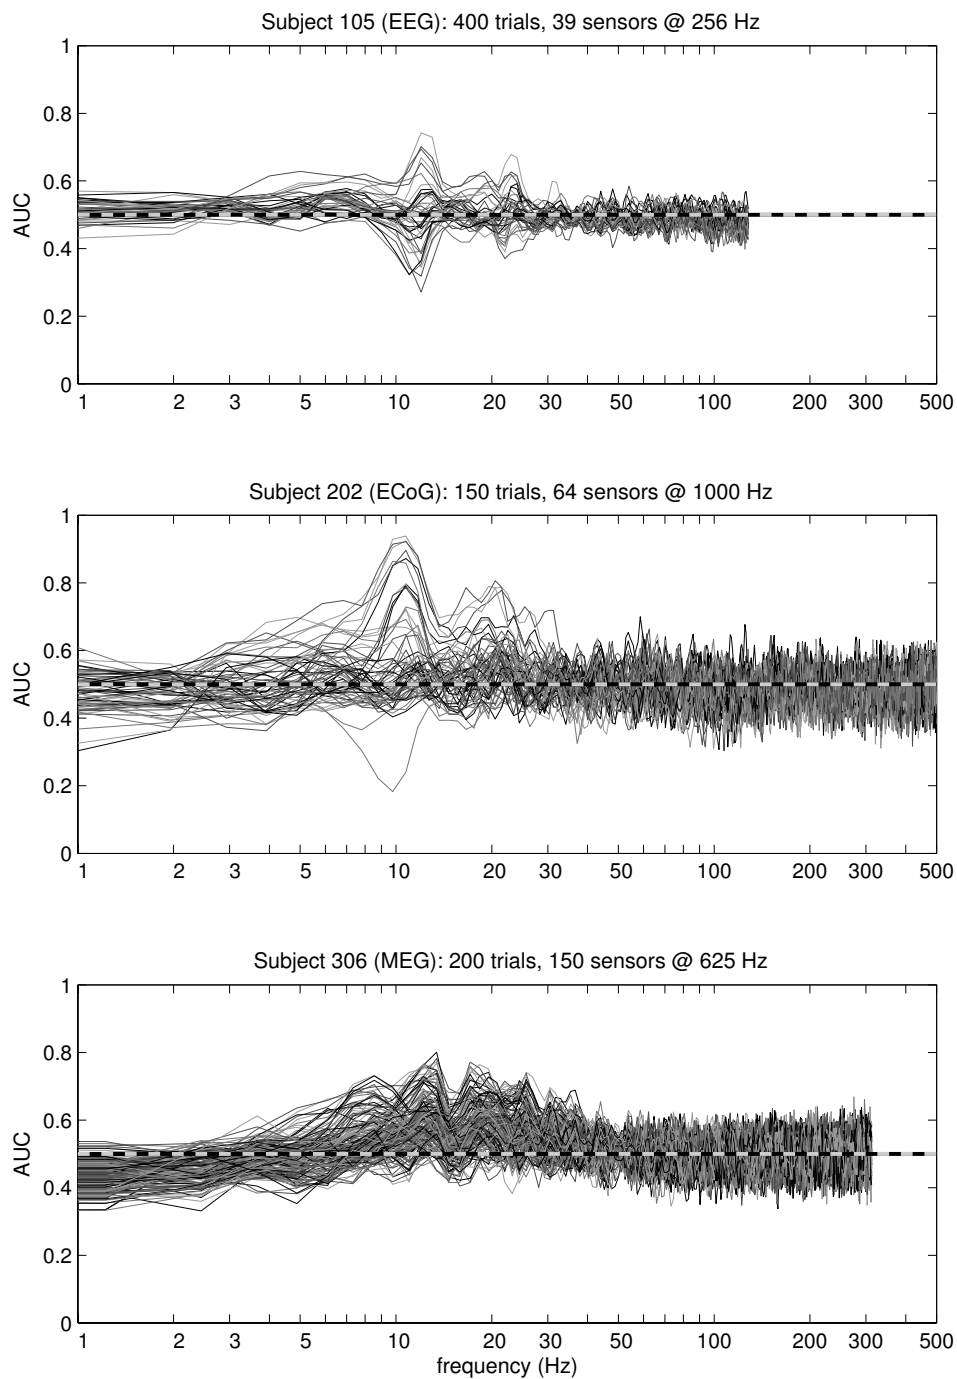 Subject 105 (EEG): 400 trials, 39 sensors @ 256 Hz
1
0.8
0.6
0.4
0.2
0
AUC
1 2 3 5 10 20 30 50 100 200 300 500
Subject 202 (ECoG): 150 trials, 64 sensors @ 1000 Hz
1
0.8
0.6
0.4
0.2
0
AUC
1 2 3 5 10 20 30 50 100 200 300 500
Subject 306 (MEG): 200 trials, 150 sensors @ 625 Hz
1
0.8
0.6
0.4
0.2
0
AUC
1 2 3 5 10 20 30 50 100 200 300 500
frequency (Hz)